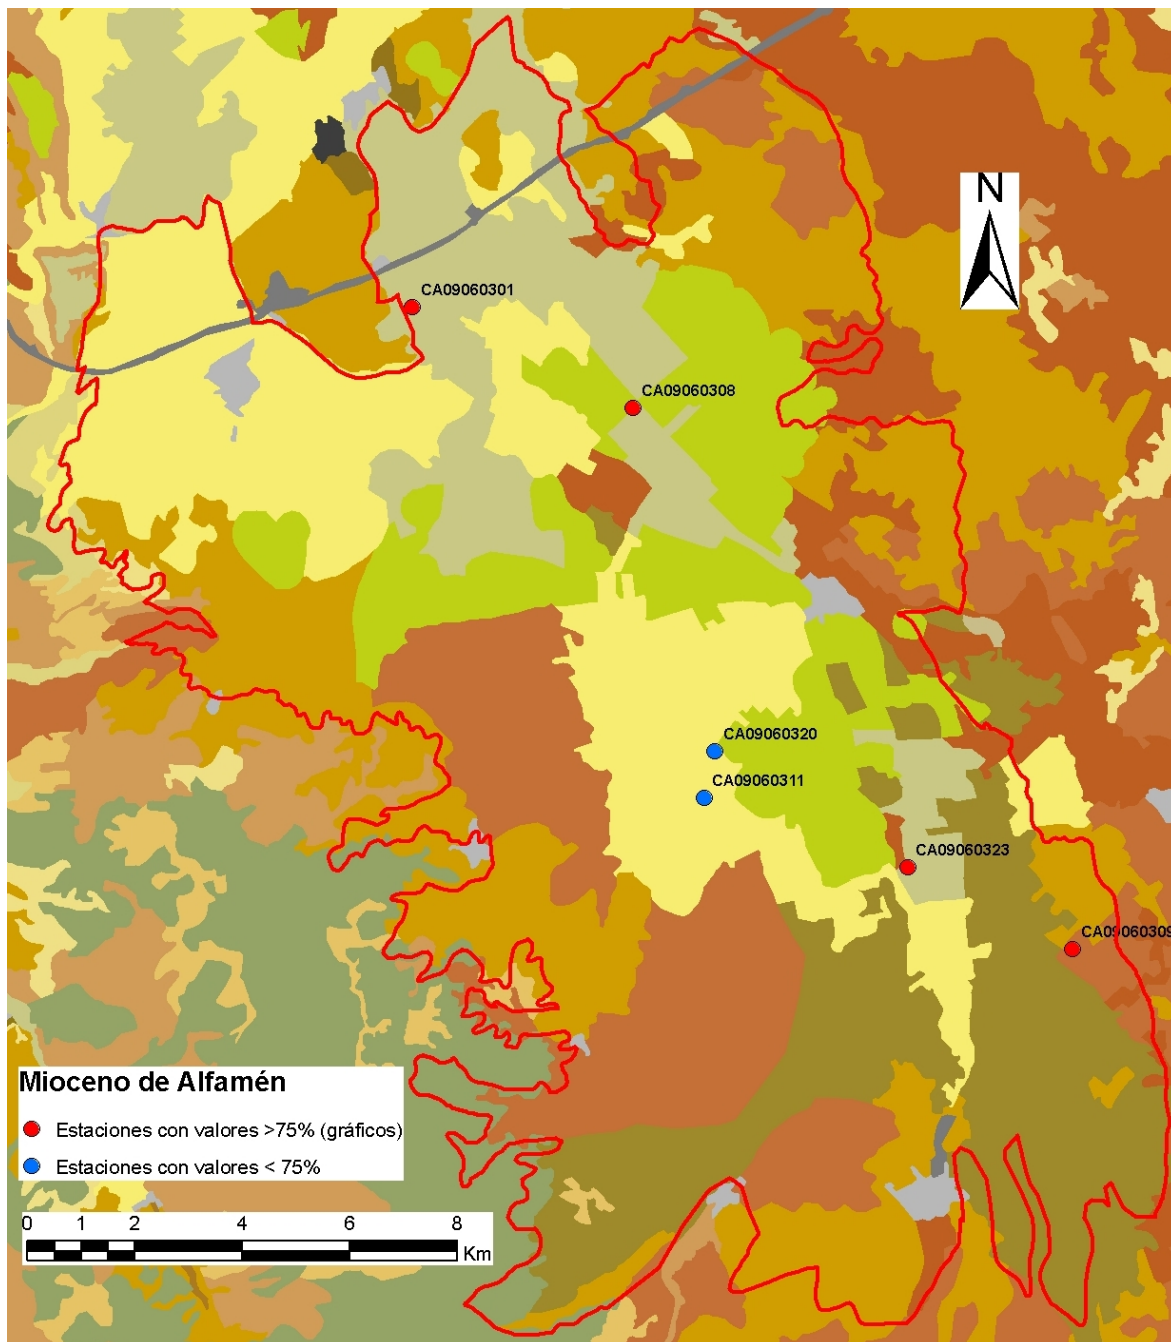 N
CA09060301
CA09060308
CA09060320
CA09060311
CA09060323
CA09060309
Mioceno de Alfamén
Estaciones con valores >75% (gráficos)
Estaciones con valores < 75%
0 1 2 4 6 8
Km